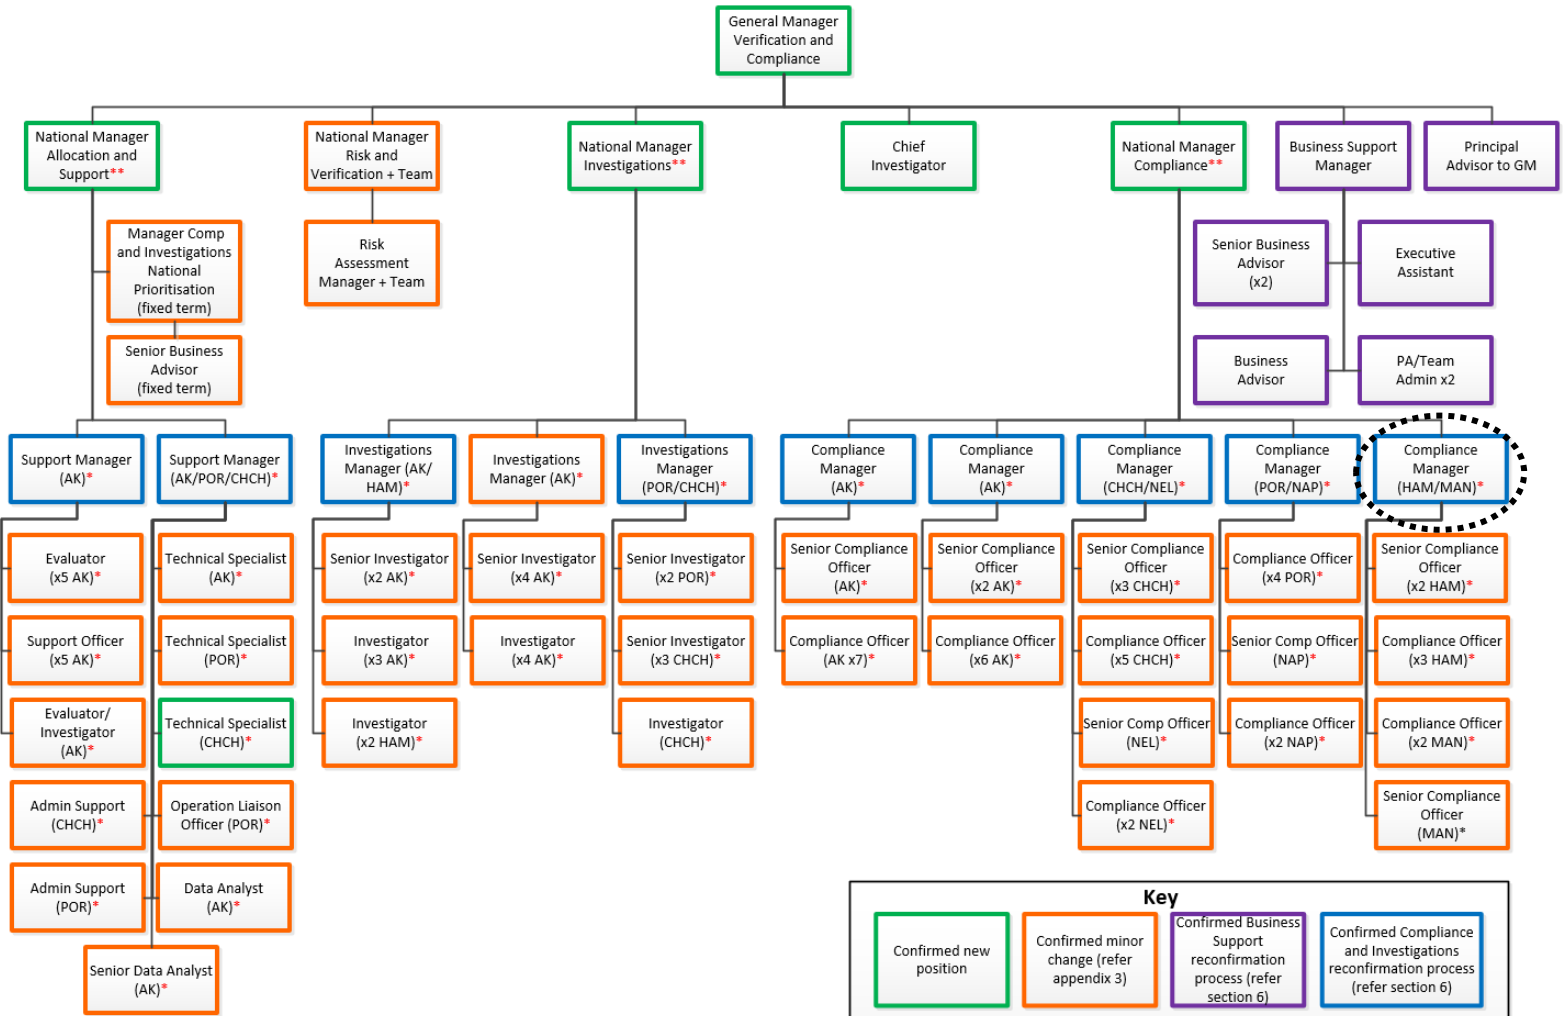 General Manager
Verification and
Compliance
National Manager
Allocation and
Support**
National Manager
Risk and
Verification + Team
National Manager
Investigations**
Chief
Investigator
National Manager
Compliance**
Business Support
Manager
Principal
Advisor to GM
Manager Comp
and Investigations
National
Prioritisation
(fixed term)
Risk
Assessment
Manager + Team
Senior Business
Advisor
(x2)
Executive
Assistant
Senior Business
Advisor
(fixed term)
Business
Advisor
PA/Team
Admin x2
Support Manager
(AK)*
Support Manager
(AK/POR/CHCH)*
Investigations
Manager (AK/
HAM)*
Investigations
Manager (AK)*
Investigations
Manager
(POR/CHCH)*
Compliance
Manager
(AK)*
Compliance
Manager
(AK)*
Compliance
Manager
(CHCH/NEL)*
Compliance
Manager
(POR/NAP)*
Compliance
Manager
(HAM/MAN)*
Evaluator
(x5 AK)*
Technical Specialist
(AK)*
Senior Investigator
(x2 AK)*
Senior Investigator
(x4 AK)*
Senior Investigator
(x2 POR)*
Senior Compliance
Officer
(AK)*
Senior Compliance
Officer
(x2 AK)*
Senior Compliance
Officer
(x3 CHCH)*
Compliance Officer
(x4 POR)*
Senior Compliance
Officer
(x2 HAM)*
Support Officer
(x5 AK)*
Technical Specialist
(POR)*
Investigator
(x3 AK)*
Investigator
(x4 AK)*
Senior Investigator
(x3 CHCH)*
Compliance Officer
(AK x7)*
Compliance Officer
(x6 AK)*
Compliance Officer
(x5 CHCH)*
Senior Comp Officer
(NAP)*
Compliance Officer
(x3 HAM)*
Evaluator/
Investigator
(AK)*
Technical Specialist
(CHCH)*
Investigator
(x2 HAM)*
Investigator
(CHCH)*
Senior Comp Officer
(NEL)*
Compliance Officer
(x2 NAP)*
Compliance Officer
(x2 MAN)*
Admin Support
(CHCH)*
Operation Liaison
Officer (POR)*
Compliance Officer
(x2 NEL)*
Senior Compliance
Officer
(MAN)*
Admin Support
(POR)*
Data Analyst
(AK)*
Senior Data Analyst
(AK)*
Key
Confirmed new
position
Confirmed minor
change (refer
appendix 3)
Confirmed Business
Support
reconfirmation
process (refer
section 6)
Confirmed Compliance
and Investigations
reconfirmation process
(refer section 6)